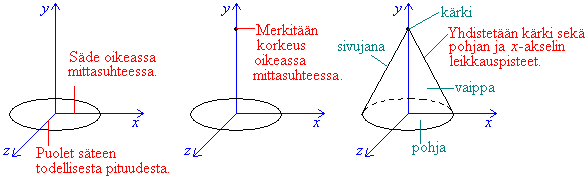 y
Säde oikeassa
mittasuhteessa.
x
z
Puolet säteen
todellisesta pituudesta.
y
Merkitään
korkeus
oikeassa
mittasuhteessa.
x
z
y
kärki
sivujana
Yhdistetään kärki sekä
pohjan ja x-akselin
leikkauspisteet.
vaippa
x
z
pohja